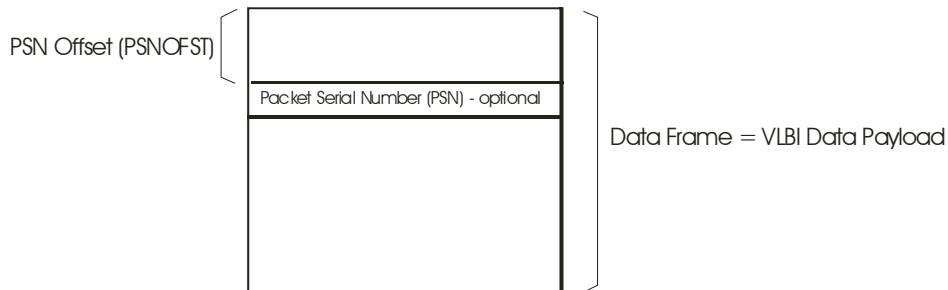 PSN Offset (PSNOFST)
Packet Serial Number (PSN) - optional
Data Frame = VLBI Data Payload